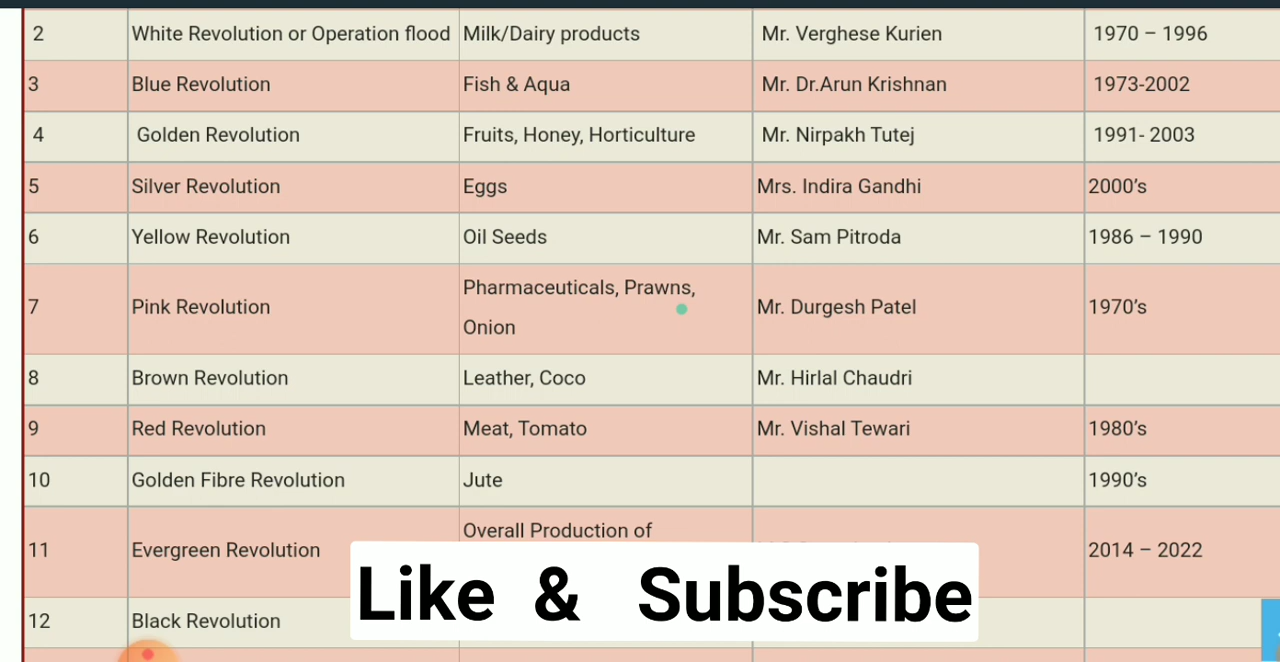 2 White Revolution or Operation flood Milk/Dairy products Mr. Verghese Kurien 1970 – 1996
3 Blue Revolution Fish & Aqua Mr. Dr.Arun Krishnan 1973-2002
4 Golden Revolution Fruits, Honey, Horticulture Mr. Nirpakh Tutej 1991- 2003
5 Silver Revolution Eggs Mrs. Indira Gandhi 2000’s
6 Yellow Revolution Oil Seeds Mr. Sam Pitroda 1986 – 1990
7 Pink Revolution Pharmaceuticals, Prawns,
Onion Mr. Durgesh Patel 1970’s
8 Brown Revolution Leather, Coco Mr. Hirlal Chaudri
9 Red Revolution Meat, Tomato Mr. Vishal Tewari 1980’s
10 Golden Fibre Revolution Jute 1990’s
11 Evergreen Revolution Overall Production of 2014 – 2022
12 Black Revolution
Like & Subscribe